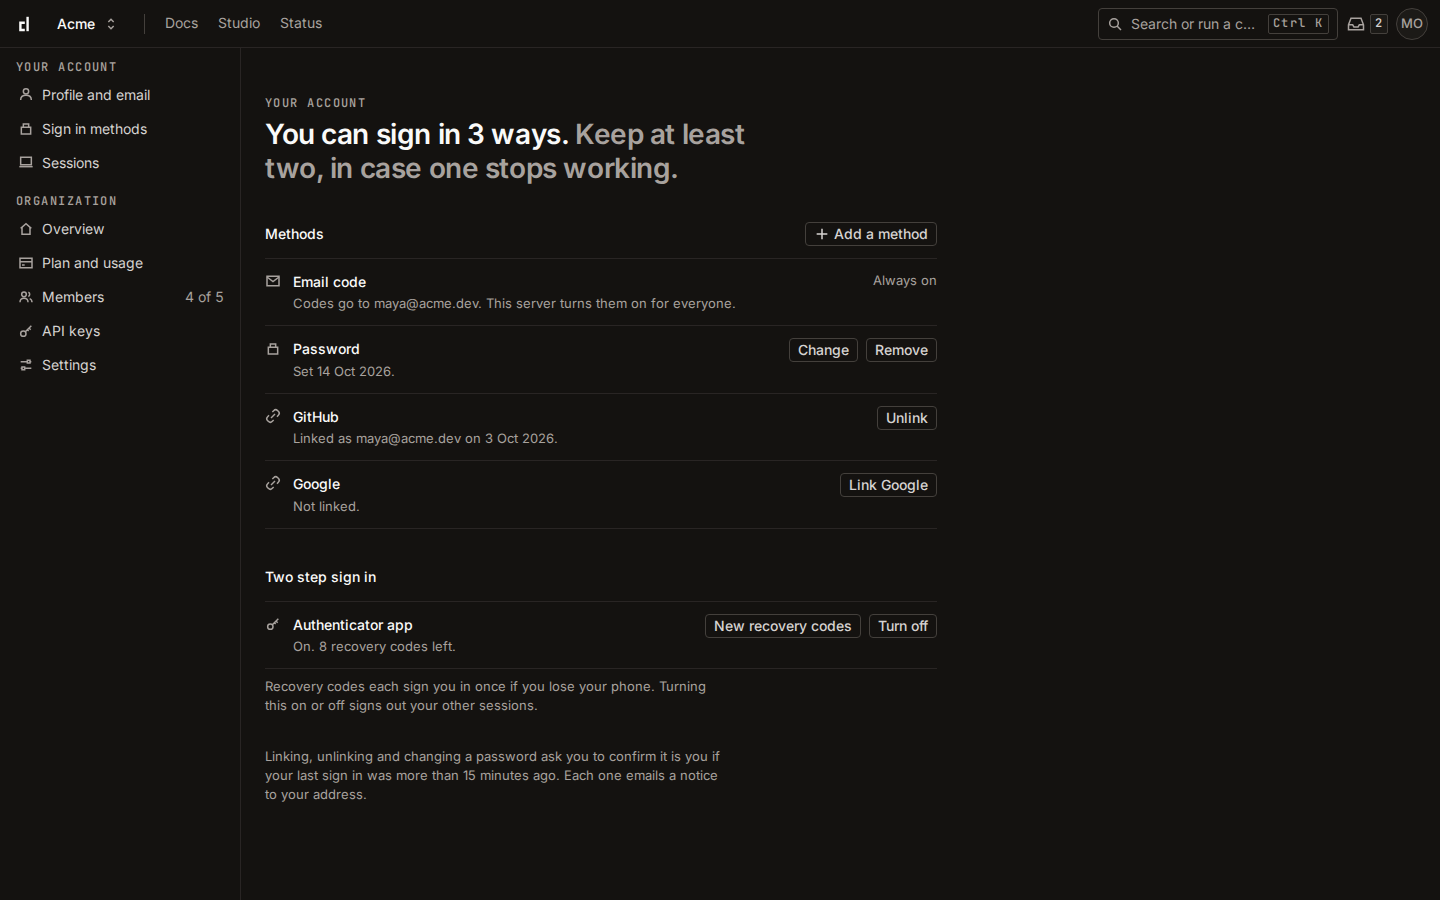 Acme
Docs
Studio
Status
Search or run a c...
Ctrl K
2
MO
YOUR ACCOUNT
Profile and email
Sign in methods
Sessions
ORGANIZATION
Overview
Plan and usage
Members
4 of 5
API keys
Settings
YOUR ACCOUNT
You can sign in 3 ways. Keep at least
two, in case one stops working.
Methods
Add a method
Email code
Always on
Codes go to maya@acme.dev. This server turns them on for everyone.
Password
Change
Remove
Set 14 Oct 2026.
GitHub
Unlink
Linked as maya@acme.dev on 3 Oct 2026.
Google
Link Google
Not linked.
Two step sign in
Authenticator app
New recovery codes
Turn off
On. 8 recovery codes left.
Recovery codes each sign you in once if you lose your phone. Turning
this on or off signs out your other sessions.
Linking, unlinking and changing a password ask you to confirm it is you if
your last sign in was more than 15 minutes ago. Each one emails a notice
to your address.